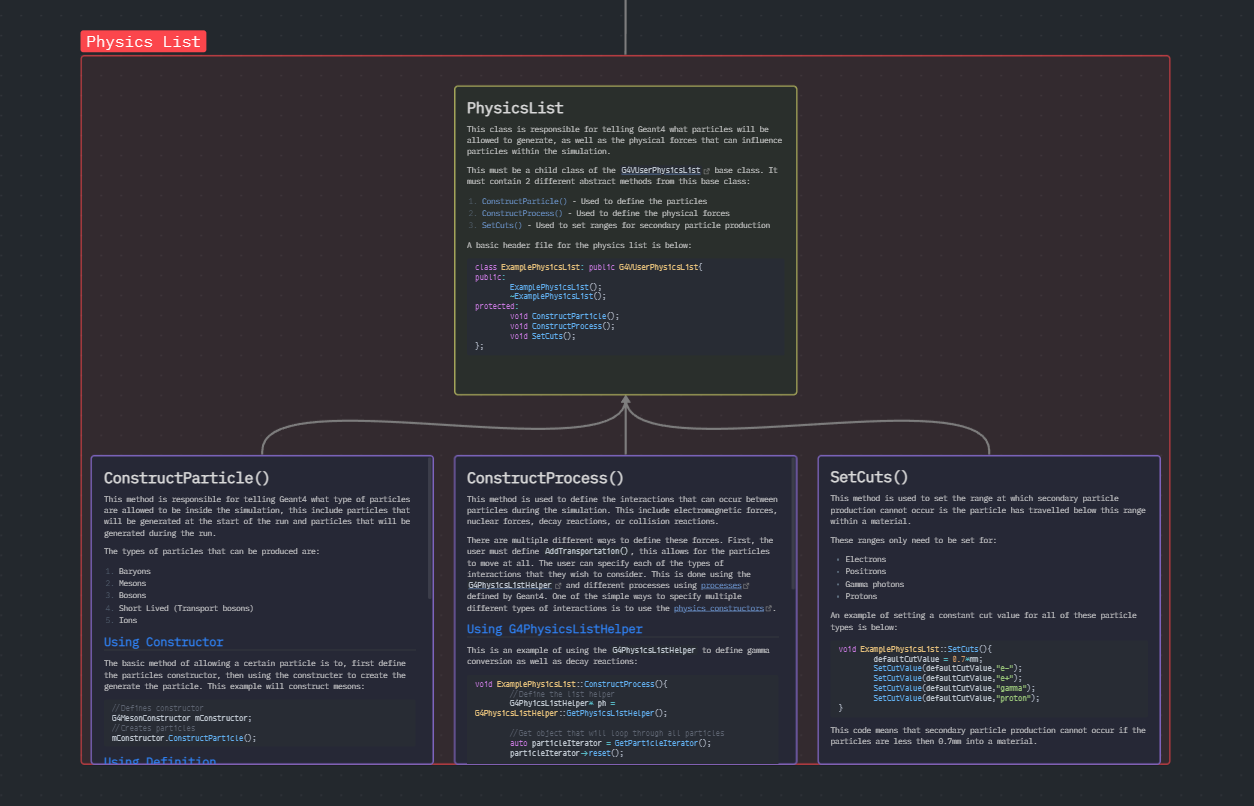 Physics List
PhysicsList
This class is responsible for telling Geant4 what particles will be
allowed to generate, as well as the physical forces that can influence
particles within the simulation.
This must be a child class of the G4VUserPhysicsList base class. It
must contain 2 different abstract methods from this base class:
1. ConstructParticle() - Used to define the particles
2. ConstructProcess() - Used to define the physical forces
3. SetCuts() - Used to set ranges for secondary particle production
A basic header file for the physics list is below:
class ExamplePhysicsList: public G4VUserPhysicsList{
public:
ExamplePhysicsList();
~ExamplePhysicsList();
protected:
void ConstructParticle();
void ConstructProcess();
void SetCuts();
};
ConstructParticle()
This method is responsible for telling Geant4 what type of particles
are allowed to be inside the simulation, this include particles that
will be generated at the start of the run and particles that will be
generated during the run.
The types of particles that can be produced are:
1. Baryons
2. Mesons
3. Bosons
4. Short Lived (Transport bosons)
5. Ions
Using Constructor
The basic method of allowing a certain particle is to, first define
the particles constructor, then using the constructer to create the
generate the particle. This example will construct mesons:
//Defines constructor
G4MesonConstructor mConstructor;
//Creates particles
mConstructor.ConstructParticle();
Using Definition
ConstructProcess()
This method is used to define the interactions that can occur between
particles during the simulation. This include electromagnetic forces,
nuclear forces, decay reactions, or collision reactions.
There are multiple different ways to define these forces. First, the
user must define AddTransportation(), this allows for the particles
to move at all. The user can specify each of the types of
interactions that they wish to consider. This is done using the
G4PhysicsListHelper and different processes using processes
defined by Geant4. One of the simple ways to specify multiple
different types of interactions is to use the physics constructors.
Using G4PhysicsListHelper
This is an example of using the G4PhysicsListHelper to define gamma
conversion as well as decay reactions:
void ExamplePhysicsList::ConstructProcess(){
//Define the list helper
G4PhysicsListHelper* ph =
G4PhysicsListHelper::GetPhysicsListHelper();
//Get object that will loop through all particles
auto particleIterator = GetParticleIterator();
particleIterator->reset();
SetCuts()
This method is used to set the range at which secondary particle
production cannot occur is the particle has travelled below this range
within a material.
These ranges only need to be set for:
• Electrons
• Positrons
• Gamma photons
• Protons
An example of setting a constant cut value for all of these particle
types is below:
void ExamplePhysicsList::SetCuts(){
defaultCutValue = 0.7*mm;
SetCutValue(defaultCutValue,"e-");
SetCutValue(defaultCutValue,"e+");
SetCutValue(defaultCutValue,"gamma");
SetCutValue(defaultCutValue,"proton");
}
This code means that secondary particle production cannot occur if the
particles are less then 0.7mm into a material.